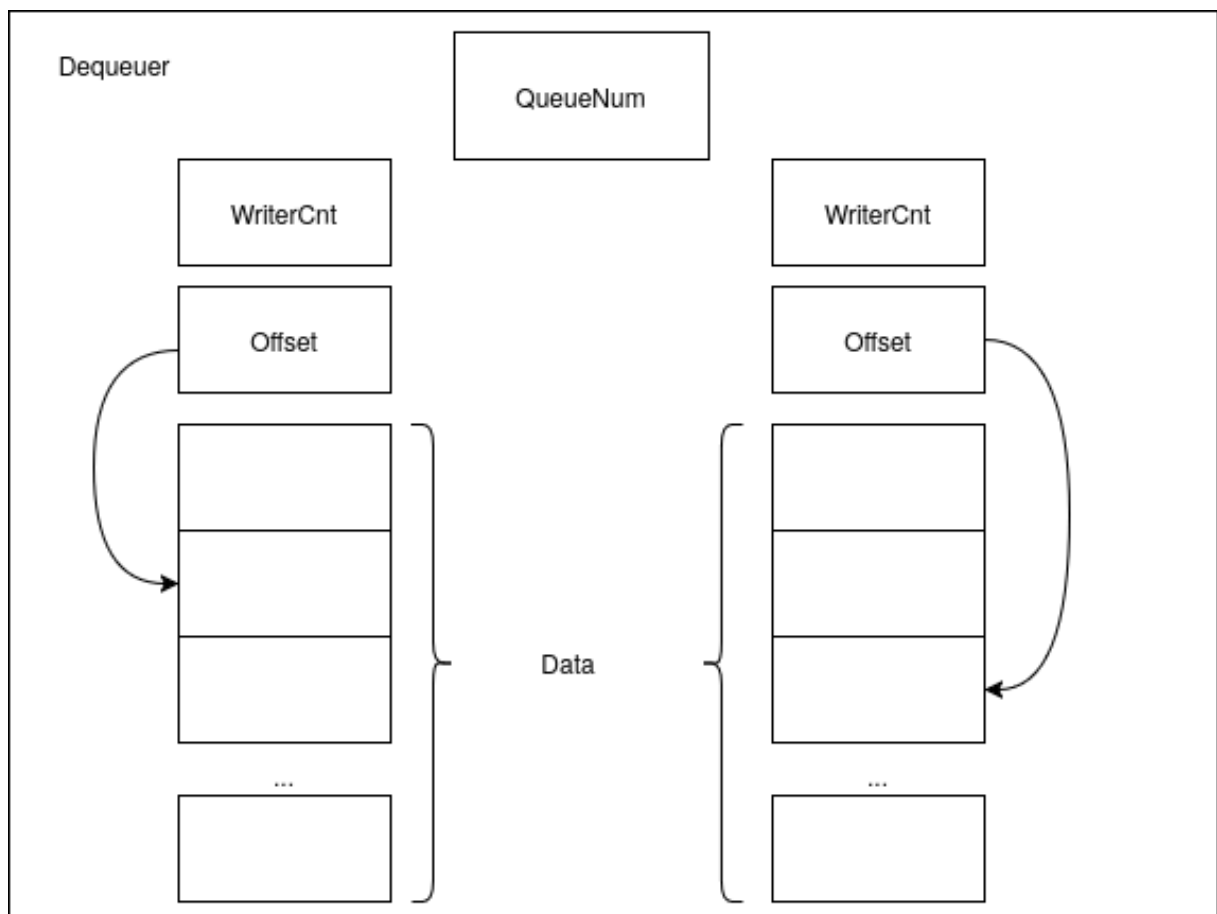 Dequeuer
QueueNum
WriterCnt
WriterCnt
Offset
Offset
Data
...
...